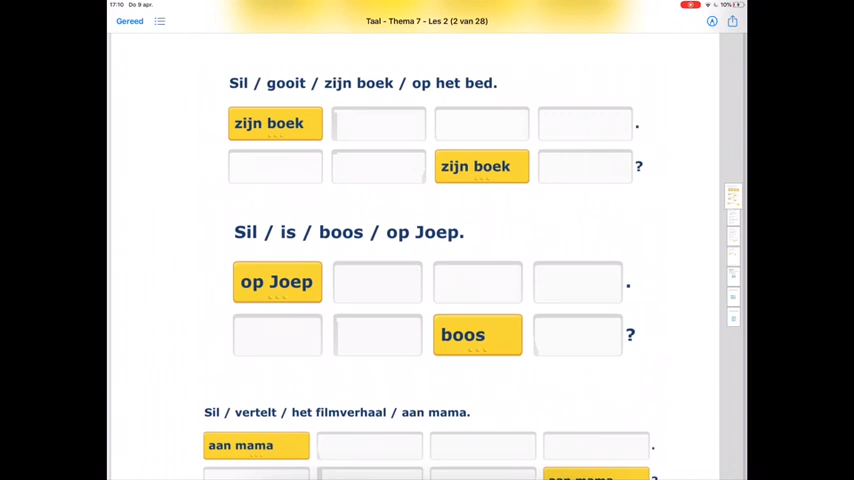 17:10 Do 9 apr. 10%
Gereed Taal - Thema 7 - Les 2 (2 van 28)
Sil / gooit / zijn boek / op het bed.
zijn boek .
zijn boek ?
Sil / is / boos / op Joep.
op Joep .
boos ?
Sil / vertelt / het filmverhaal / aan mama.
aan mama .
aan mama ?